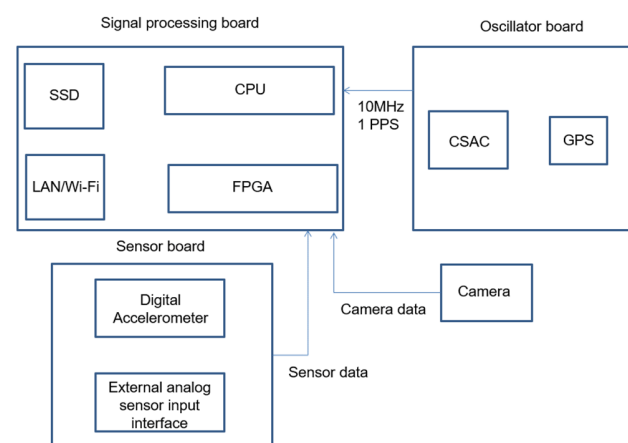 Signal processing board
Oscillator board
SSD
CPU
10MHz
1 PPS
CSAC
GPS
LAN/Wi-Fi
FPGA
Sensor board
Digital
Accelerometer
Camera
Camera data
Sensor data
External analog
sensor input
interface